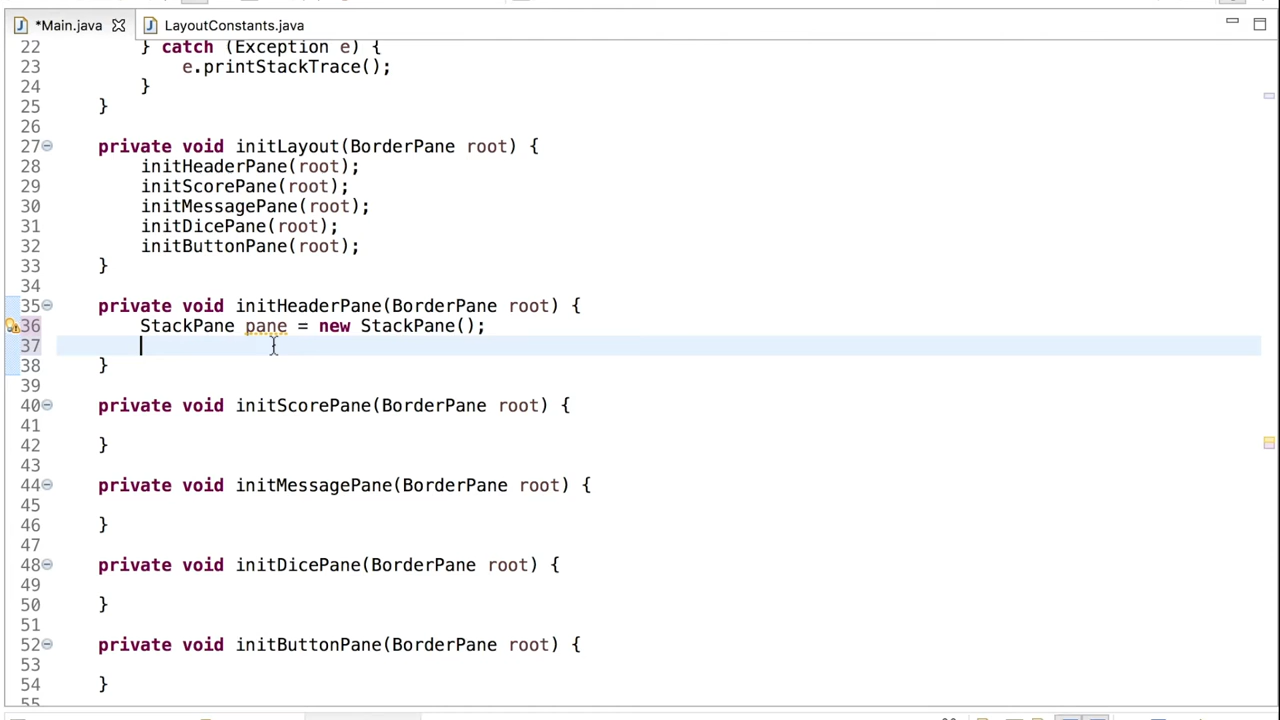 *Main.java LayoutConstants.java
22 } catch (Exception e) {
23 e.printStackTrace();
24 }
25 }
26
27 private void initLayout(BorderPane root) {
28 initHeaderPane(root);
29 initScorePane(root);
30 initMessagePane(root);
31 initDicePane(root);
32 initButtonPane(root);
33 }
34
35 private void initHeaderPane(BorderPane root) {
36 StackPane pane = new StackPane();
37
38 }
39
40 private void initScorePane(BorderPane root) {
41
42 }
43
44 private void initMessagePane(BorderPane root) {
45
46 }
47
48 private void initDicePane(BorderPane root) {
49
50 }
51
52 private void initButtonPane(BorderPane root) {
53
54 }
55